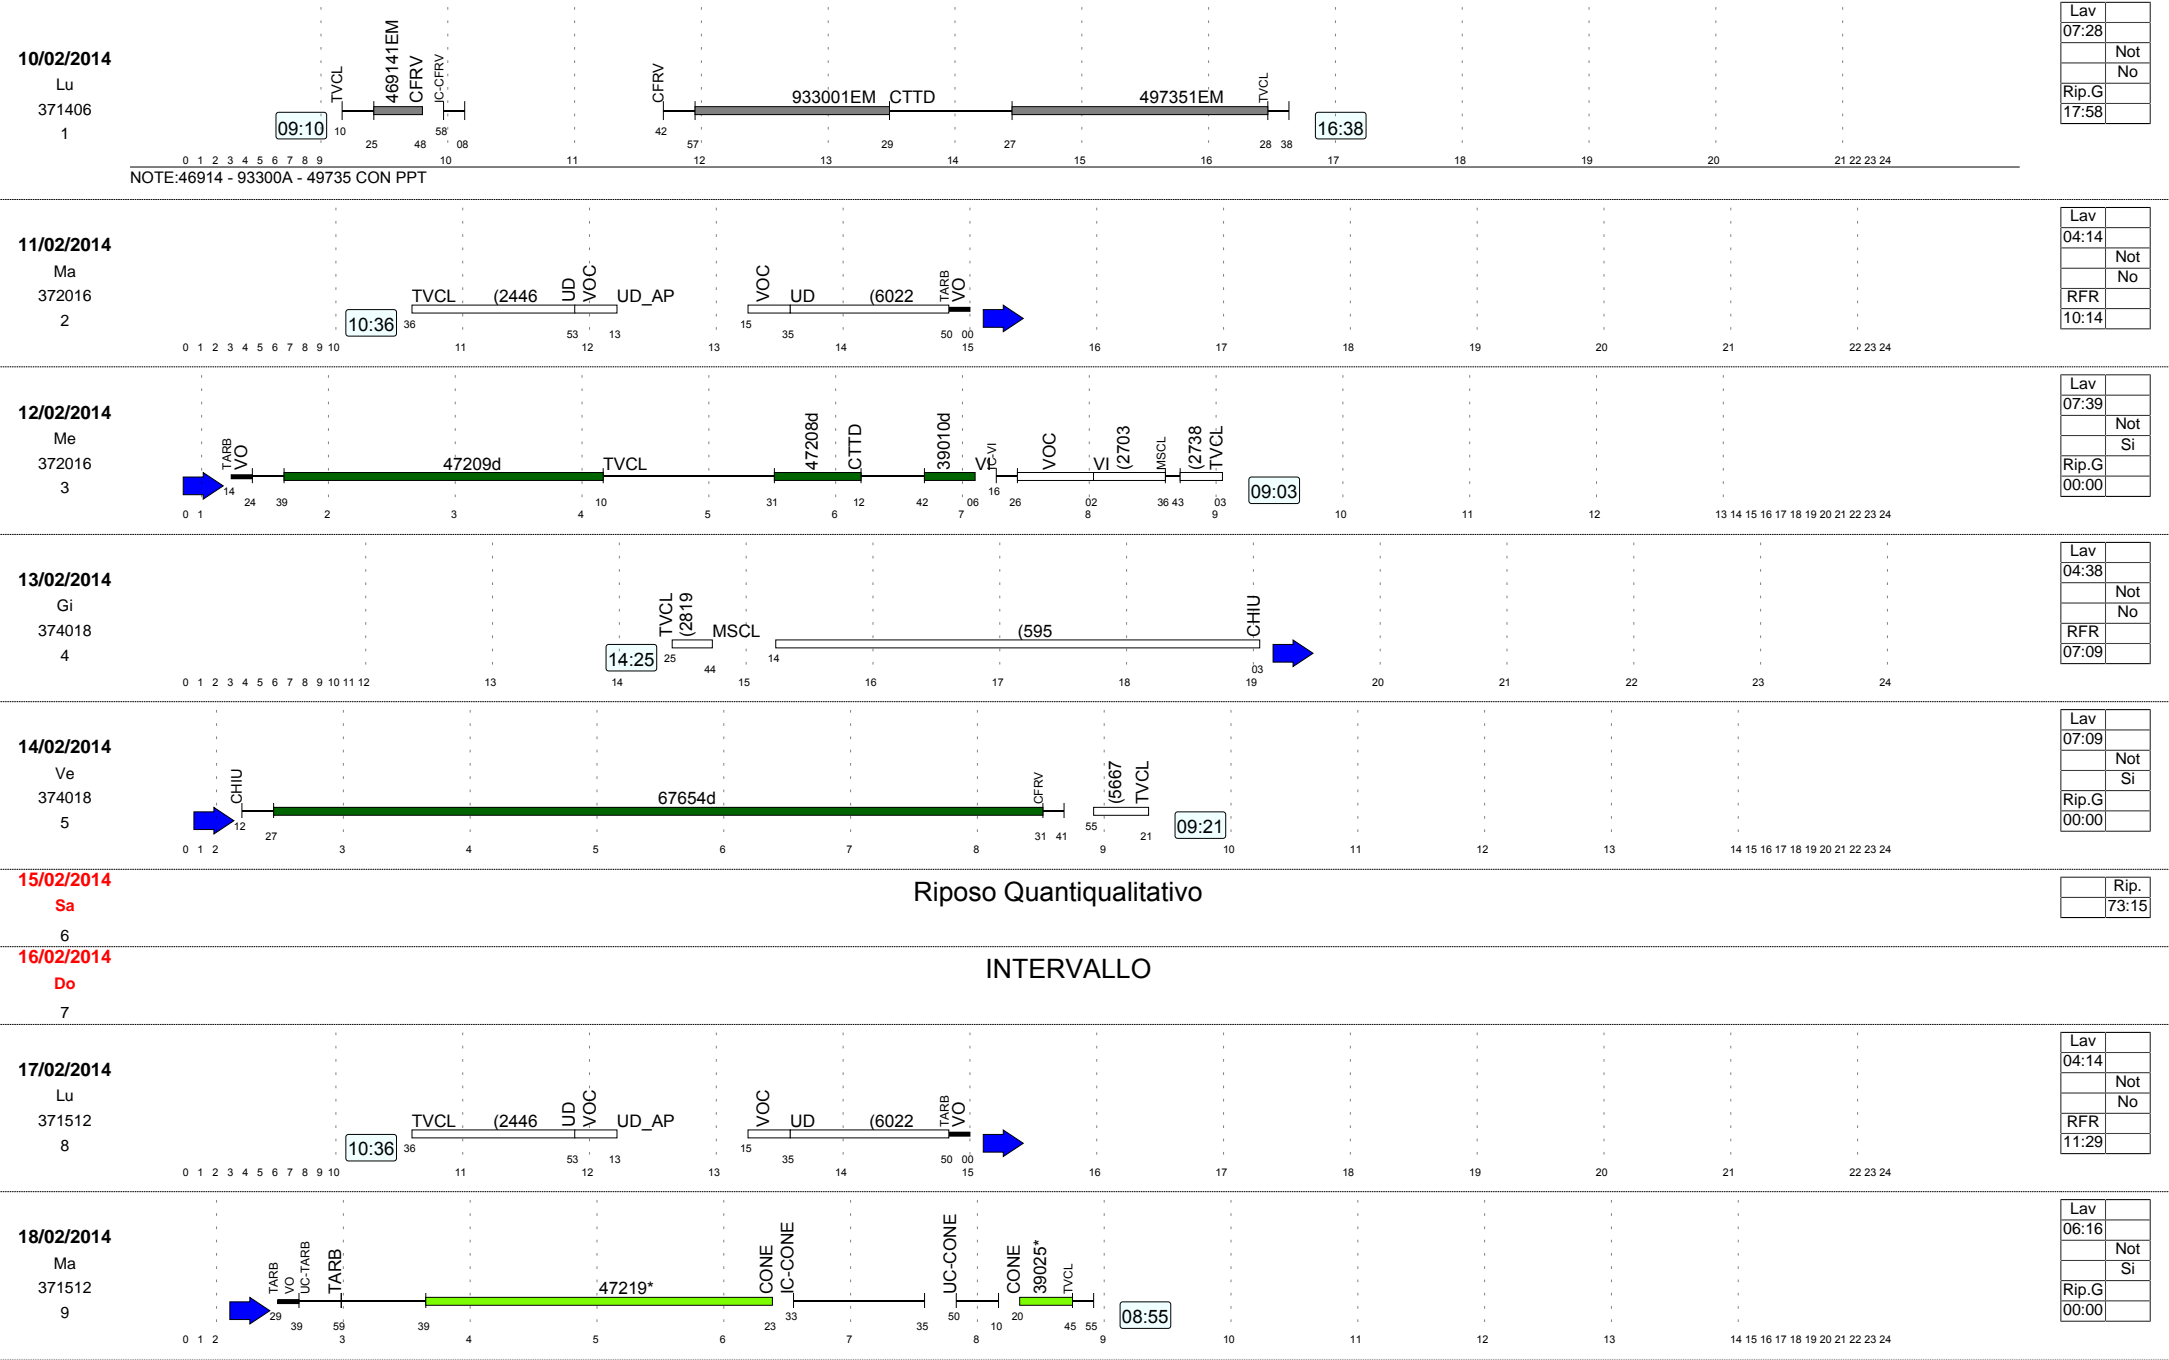 10/02/2014
Lu
371406
1
09:10
TVCL 469141EM CFRV IC-CFRV CFRV 933001EM CTTD 497351EM TVCL
10 25 48 58 08 42 57 29 27 28 38
16:38
0 1 2 3 4 5 6 7 8 9 10 11 12 13 14 15 16 17 18 19 20 21 22 23 24
NOTE:46914 - 93300A - 49735 CON PPT
Lav
07:28
Not
No
Rip.G
17:58
11/02/2014
Ma
372016
2
10:36
TVCL (2446 UD VOC UD_AP VOC UD (6022 TARB VO
36 53 13 15 35 50 00
0 1 2 3 4 5 6 7 8 9 10 11 12 13 14 15 16 17 18 19 20 21 22 23 24
Lav
04:14
Not
No
RFR
10:14
12/02/2014
Me
372016
3
TARB VO 47209d TVCL 47208d CTTD 39010d VI IC-VI VOC VI (2703 MSCL (2738 TVCL
14 24 39 10 31 12 42 06 16 26 02 36 43 03
09:03
0 1 2 3 4 5 6 7 8 9 10 11 12 13 14 15 16 17 18 19 20 21 22 23 24
Lav
07:39
Not
Si
Rip.G
00:00
13/02/2014
Gi
374018
4
14:25
TVCL (2819 MSCL (595 CHIU
25 44 14 03
0 1 2 3 4 5 6 7 8 9 10 11 12 13 14 15 16 17 18 19 20 21 22 23 24
Lav
04:38
Not
No
RFR
07:09
14/02/2014
Ve
374018
5
CHIU 67654d CFRV (5667 TVCL
12 27 31 41 55 21
09:21
0 1 2 3 4 5 6 7 8 9 10 11 12 13 14 15 16 17 18 19 20 21 22 23 24
Lav
07:09
Not
Si
Rip.G
00:00
15/02/2014
Sa
6
Riposo Quantiqualitativo
Rip.
73:15
16/02/2014
Do
7
INTERVALLO
17/02/2014
Lu
371512
8
10:36
TVCL (2446 UD VOC UD_AP VOC UD (6022 TARB VO
36 53 13 15 35 50 00
0 1 2 3 4 5 6 7 8 9 10 11 12 13 14 15 16 17 18 19 20 21 22 23 24
Lav
04:14
Not
No
RFR
11:29
18/02/2014
Ma
371512
9
TARB VO UC-TARB TARB 47219* CONE IC-CONE UC-CONE CONE 39025* TVCL
29 39 59 39 23 33 35 50 10 20 45 55
08:55
0 1 2 3 4 5 6 7 8 9 10 11 12 13 14 15 16 17 18 19 20 21 22 23 24
Lav
06:16
Not
Si
Rip.G
00:00